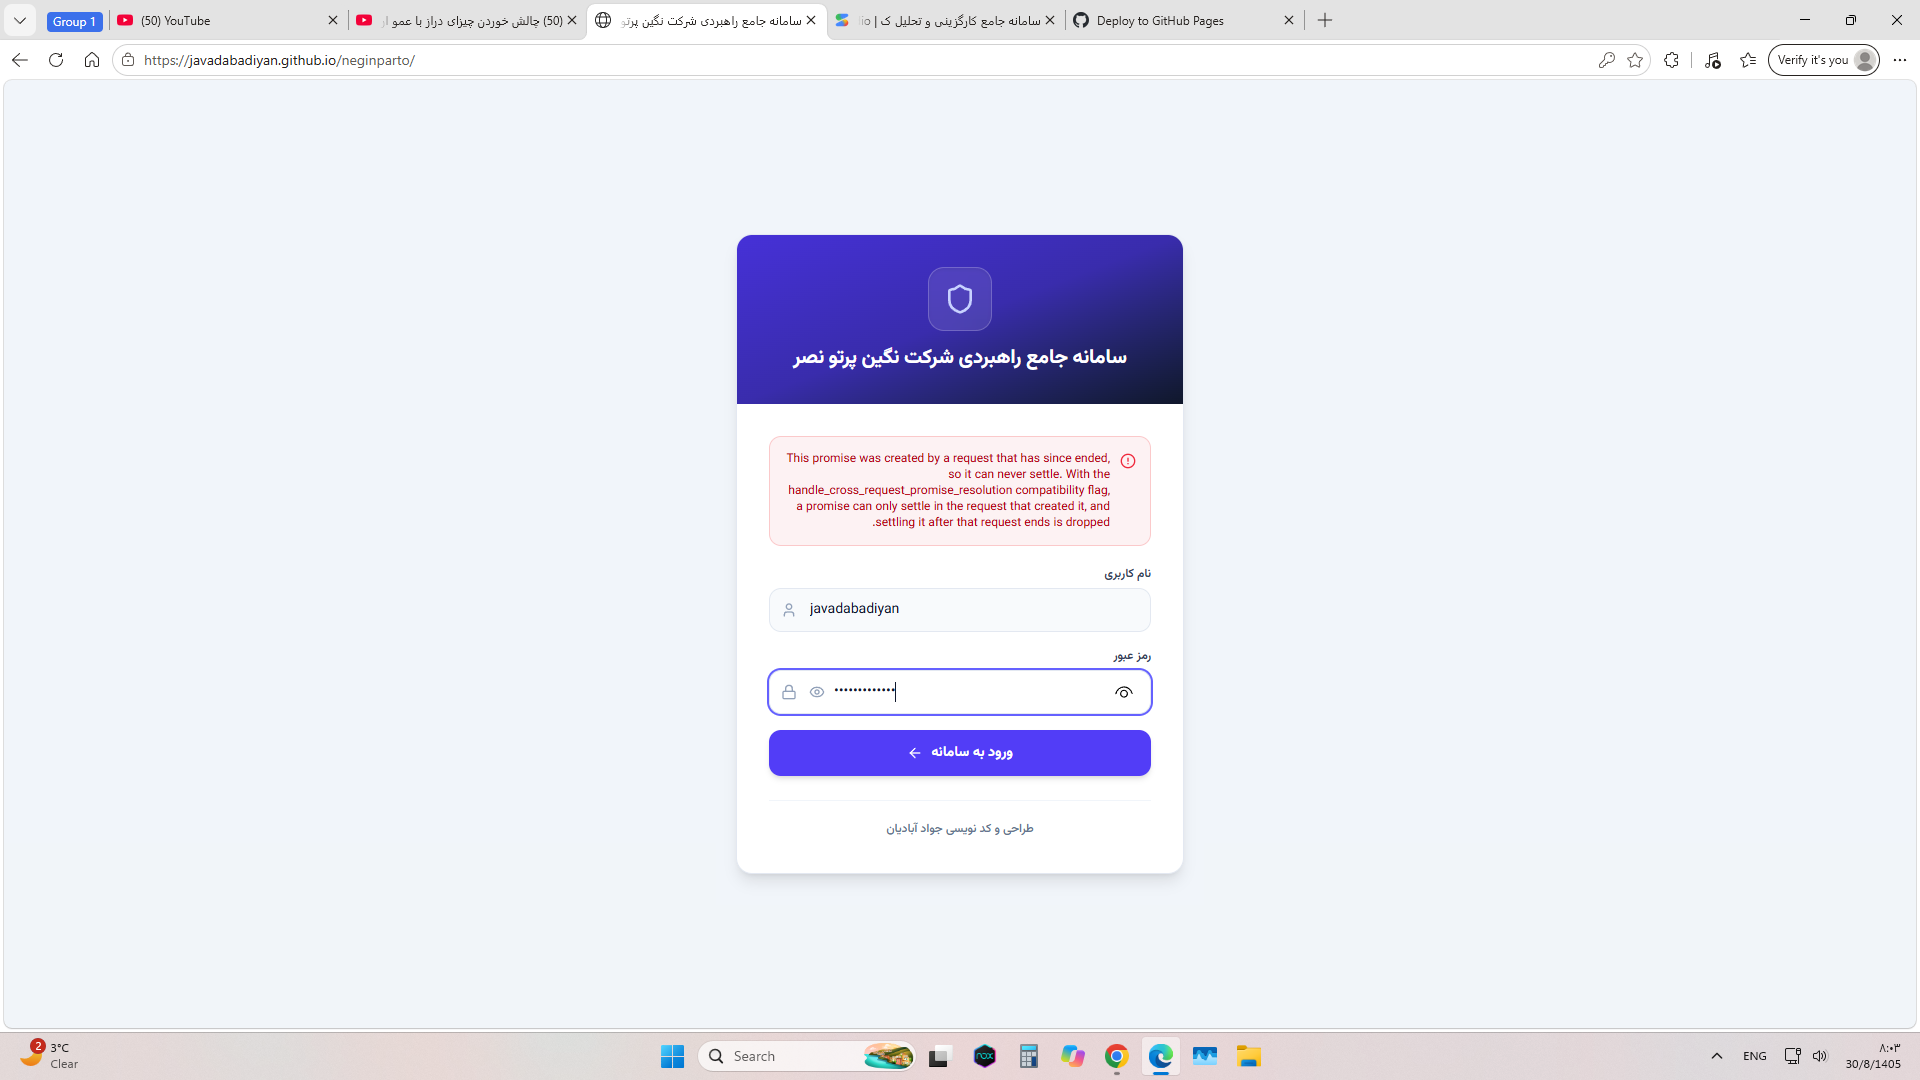 Group 1
(50) YouTube
(50) چالش خوردن چیزای دراز با عمو ار
سامانه جامع راهبردی شرکت نگین پرتو
سامانه جامع کارگزینی و تحلیل ک | io
Deploy to GitHub Pages
https://javadabadiyan.github.io/neginparto/
Verify it's you
سامانه جامع راهبردی شرکت نگین پرتو نصر
This promise was created by a request that has since ended,
so it can never settle. With the
handle_cross_request_promise_resolution compatibility flag,
a promise can only settle in the request that created it, and
.settling it after that request ends is dropped
نام کاربری
javadabadiyan
رمز عبور
•••••••••••••
ورود به سامانه
طراحی و کد نویسی جواد آبادیان
2
3°C
Clear
Search
nox
ENG
۸:۰۳
30/8/1405